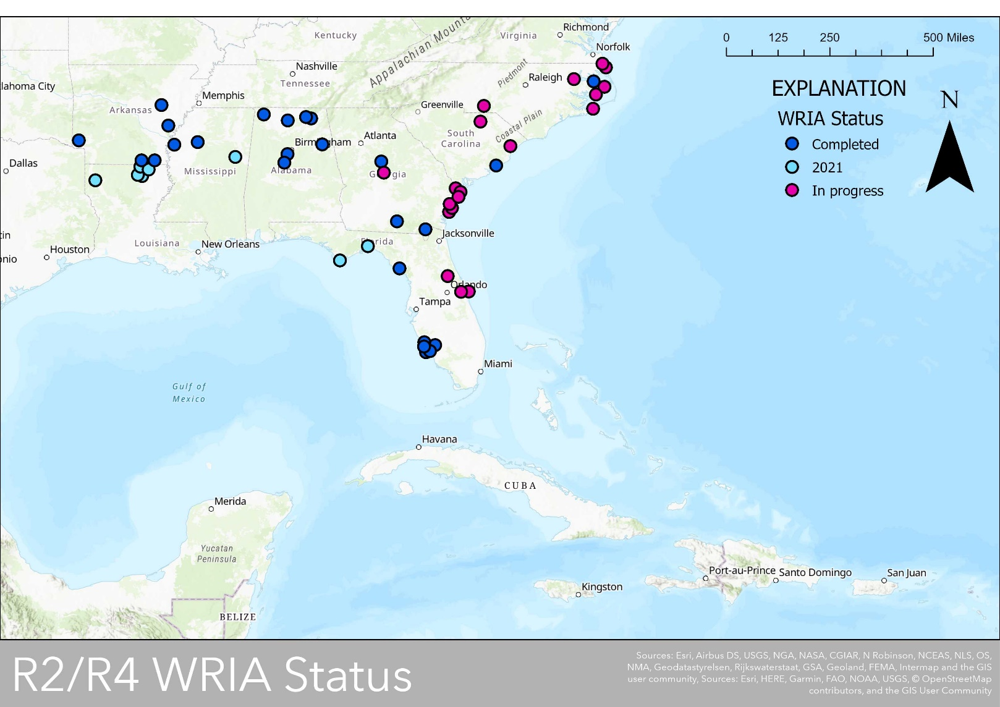 Kentucky
Appalachian Mounta
Virginia
Richmond
Norfolk
Nashville
Tennessee
Piedmont
Raleigh
lahoma City
Memphis
Arkansas
Greenville
Coastal Plain
South
Carolina
Atlanta
Birmingham
Dallas
Mississippi
Alabama
Georgia
tin
Houston
Louisiana
New Orleans
Florida
Jacksonville
onio
Orlando
Tampa
Miami
Gulf of
Mexico
Havana
CUBA
Merida
Yucatan
Peninsula
Port-au-Prince
Santo Domingo
San Juan
Kingston
BELIZE
0 125 250 500 Miles
EXPLANATION
N
WRIA Status
Completed
2021
In progress
R2/R4 WRIA Status
Sources: Esri, Airbus DS, USGS, NGA, NASA, CGIAR, N Robinson, NCEAS, NLS, OS,
NMA, Geodatastyrelsen, Rijkswaterstaat, GSA, Geoland, FEMA, Intermap and the GIS
user community, Sources: Esri, HERE, Garmin, FAO, NOAA, USGS, © OpenStreetMap
contributors, and the GIS User Community